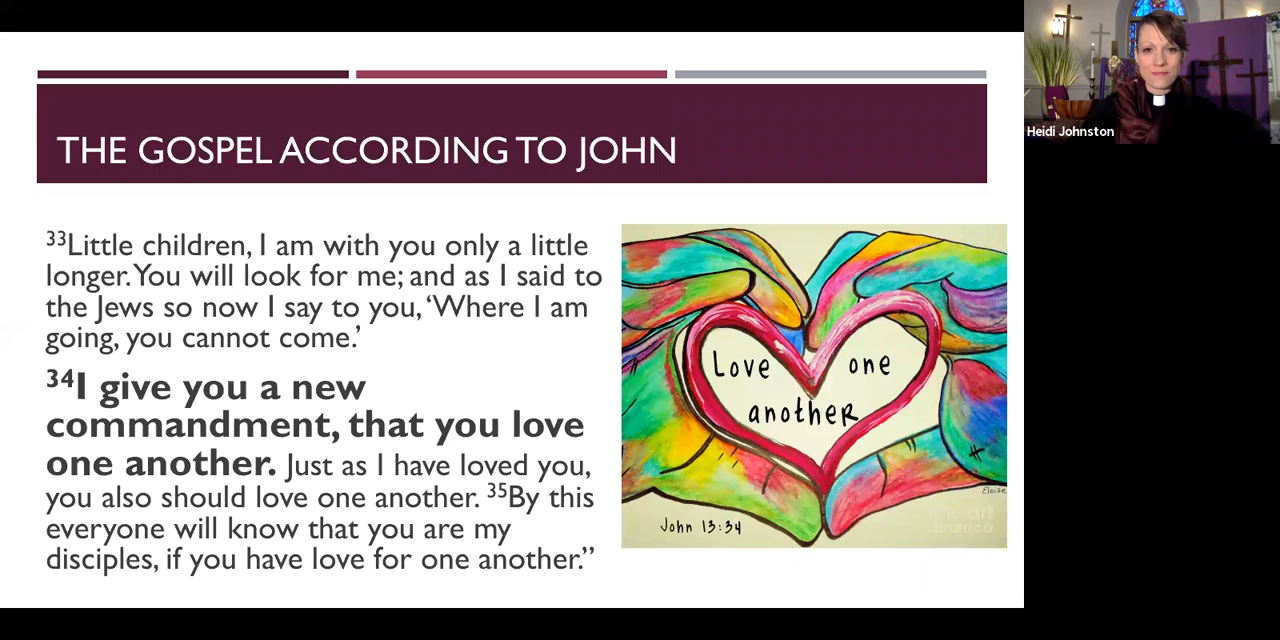 Heidi Johnston
THE GOSPEL ACCORDING TO JOHN
³³Little children, I am with you only a little
longer. You will look for me; and as I said to
the Jews so now I say to you, ‘Where I am
going, you cannot come.’
³⁴I give you a new
commandment, that you love
one another. Just as I have loved you,
you also should love one another. ³⁵By this
everyone will know that you are my
disciples, if you have love for one another.”
Love one
another
John 13:34
Eloise
america